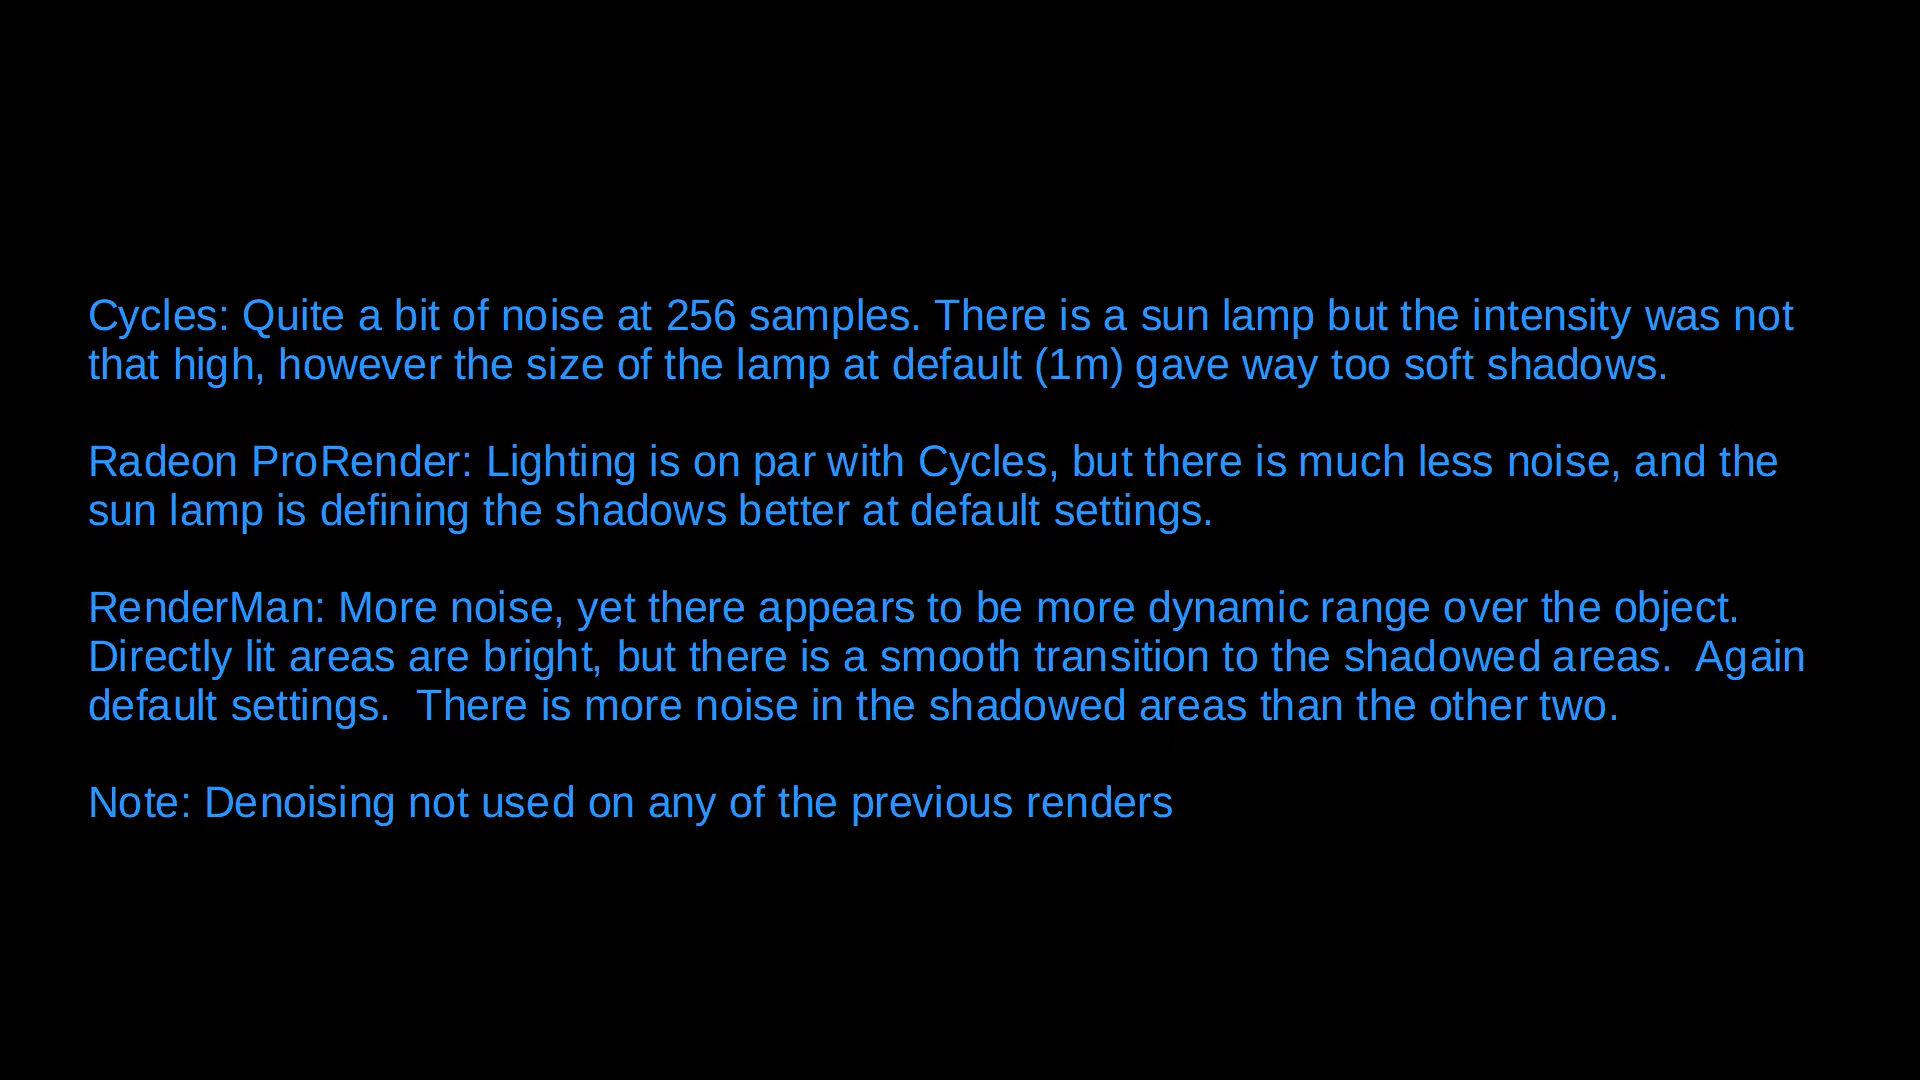 Cycles: Quite a bit of noise at 256 samples. There is a sun lamp but the intensity was not
that high, however the size of the lamp at default (1m) gave way too soft shadows.
Radeon ProRender: Lighting is on par with Cycles, but there is much less noise, and the
sun lamp is defining the shadows better at default settings.
RenderMan: More noise, yet there appears to be more dynamic range over the object.
Directly lit areas are bright, but there is a smooth transition to the shadowed areas.  Again
default settings.  There is more noise in the shadowed areas than the other two.
Note: Denoising not used on any of the previous renders